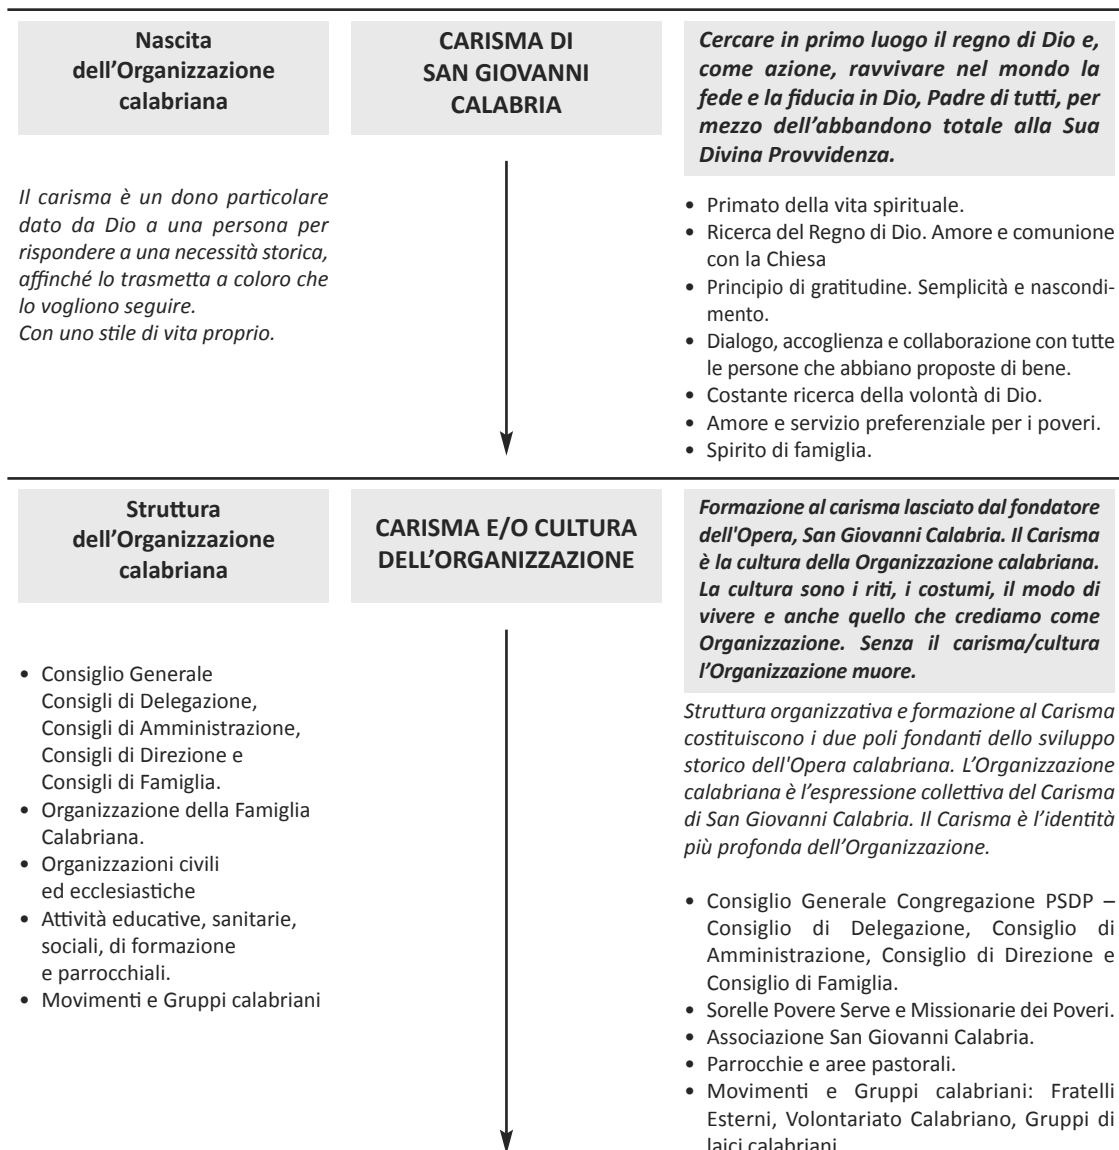 Nascita
dell’Organizzazione
calabriana
CARISMA DI
SAN GIOVANNI
CALABRIA
Cercare in primo luogo il regno di Dio e,
come azione, ravvivare nel mondo la
fede e la fiducia in Dio, Padre di tutti, per
mezzo dell’abbandono totale alla Sua
Divina Provvidenza.
Il carisma è un dono particolare
dato da Dio a una persona per
rispondere a una necessità storica,
affinché lo trasmetta a coloro che
lo vogliono seguire.
Con uno stile di vita proprio.
• Primato della vita spirituale.
• Ricerca del Regno di Dio. Amore e comunione
con la Chiesa
• Principio di gratitudine. Semplicità e nascondi-
mento.
• Dialogo, accoglienza e collaborazione con tutte
le persone che abbiano proposte di bene.
• Costante ricerca della volontà di Dio.
• Amore e servizio preferenziale per i poveri.
• Spirito di famiglia.
Struttura
dell’Organizzazione
calabriana
CARISMA E/O CULTURA
DELL’ORGANIZZAZIONE
Formazione al carisma lasciato dal fondatore
dell'Opera, San Giovanni Calabria. Il Carisma
è la cultura della Organizzazione calabriana.
La cultura sono i riti, i costumi, il modo di
vivere e anche quello che crediamo come
Organizzazione. Senza il carisma/cultura
l’Organizzazione muore.
• Consiglio Generale
Consigli di Delegazione,
Consigli di Amministrazione,
Consigli di Direzione e
Consigli di Famiglia.
• Organizzazione della Famiglia
Calabriana.
• Organizzazioni civili
ed ecclesiastiche
• Attività educative, sanitarie,
sociali, di formazione
e parrocchiali.
• Movimenti e Gruppi calabriani
Struttura organizzativa e formazione al Carisma
costituiscono i due poli fondanti dello sviluppo
storico dell'Opera calabriana. L’Organizzazione
calabriana è l’espressione collettiva del Carisma
di San Giovanni Calabria. Il Carisma è l’identità
più profonda dell’Organizzazione.
• Consiglio Generale Congregazione PSDP –
Consiglio di Delegazione, Consiglio di
Amministrazione, Consiglio di Direzione e
Consiglio di Famiglia.
• Sorelle Povere Serve e Missionarie dei Poveri.
• Associazione San Giovanni Calabria.
• Parrocchie e aree pastorali.
• Movimenti e Gruppi calabriani: Fratelli
Esterni, Volontariato Calabriano, Gruppi di
laici calabriani